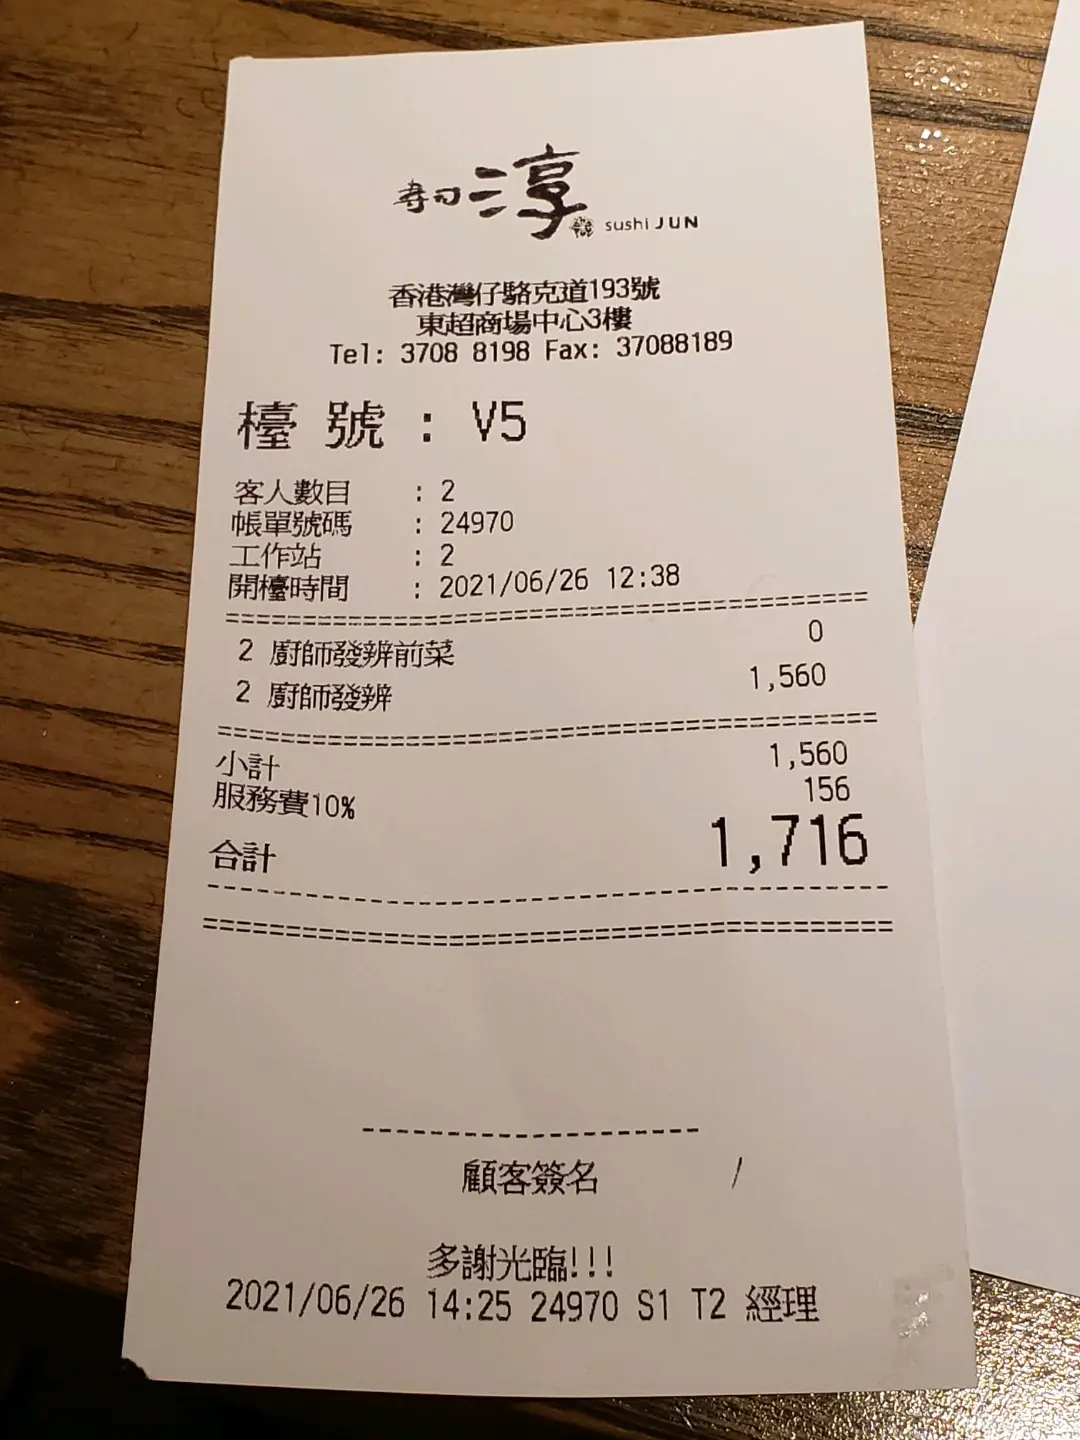 寿司 淳 sushi JUN
香港灣仔駱克道193號
東超商場中心3樓
Tel: 3708 8198 Fax: 37088189
檯 號 : V5
客人數目 : 2
帳單號碼 : 24970
工作站 : 2
開檯時間 : 2021/06/26 12:38
2 廚師發辨前菜 0
2 廚師發辨 1,560
小計 1,560
服務費10% 156
合計 1,716
顧客簽名
多謝光臨!!!
2021/06/26 14:25 24970 S1 T2 經理